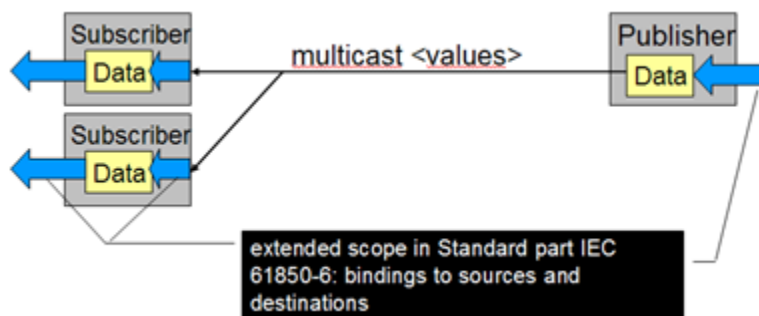 Subscriber
Data
multicast <values>
Publisher
Data
Subscriber
Data
extended scope in Standard part IEC
61850-6: bindings to sources and
destinations